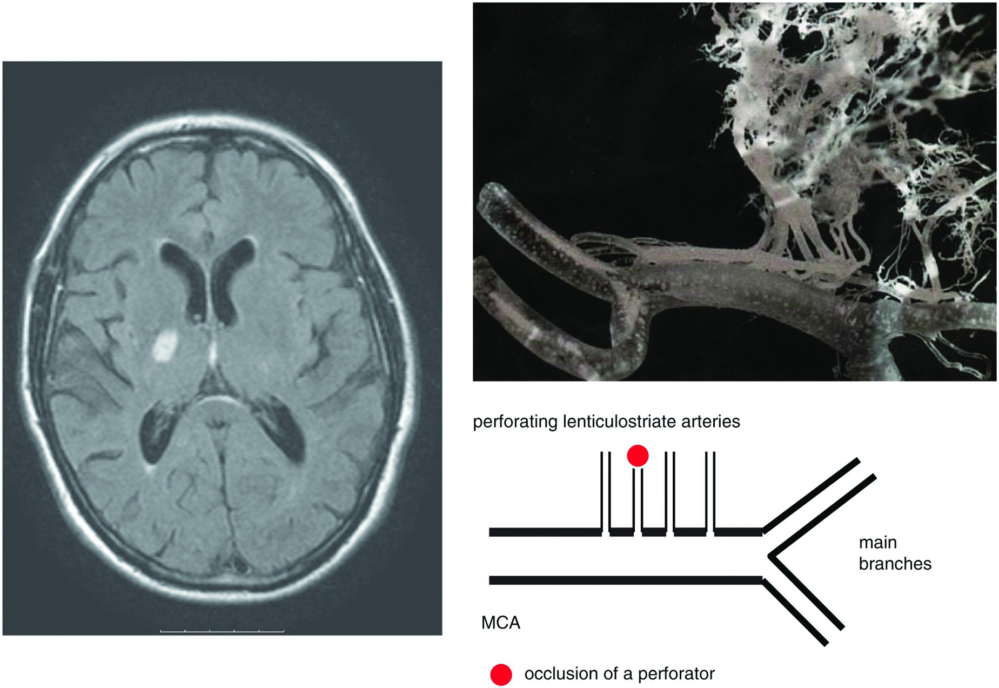 perforating lenticulostriate arteries
main
branches
MCA
occlusion of a perforator